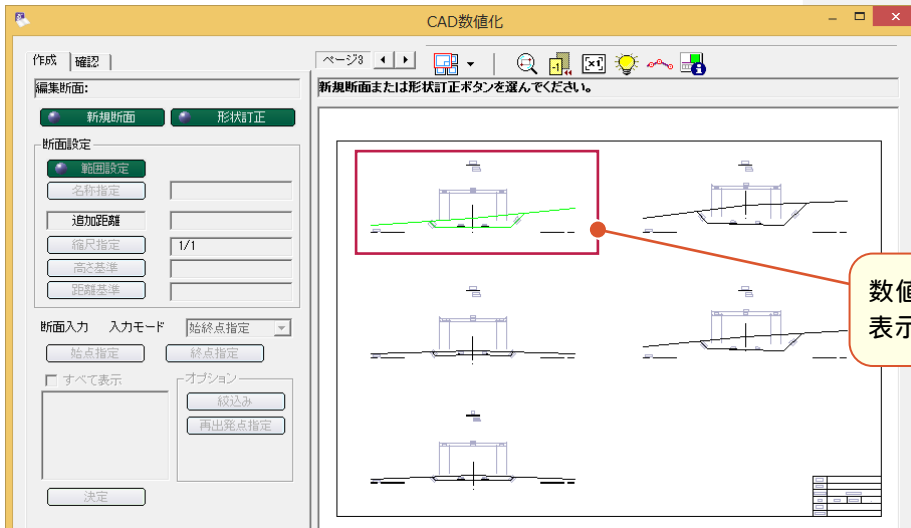 CAD数値化
作成 確認
ページ3
編集断面:
新規断面または形状訂正ボタンを選んでください。
新規断面 形状訂正
断面設定
範囲設定
名称指定
追加距離
縮尺指定 1/1
高さ基準
距離基準
断面入力 入力モード 始終点指定
始点指定 終点指定
すべて表示
オプション
絞込み
再出発点指定
決定
数値
表示